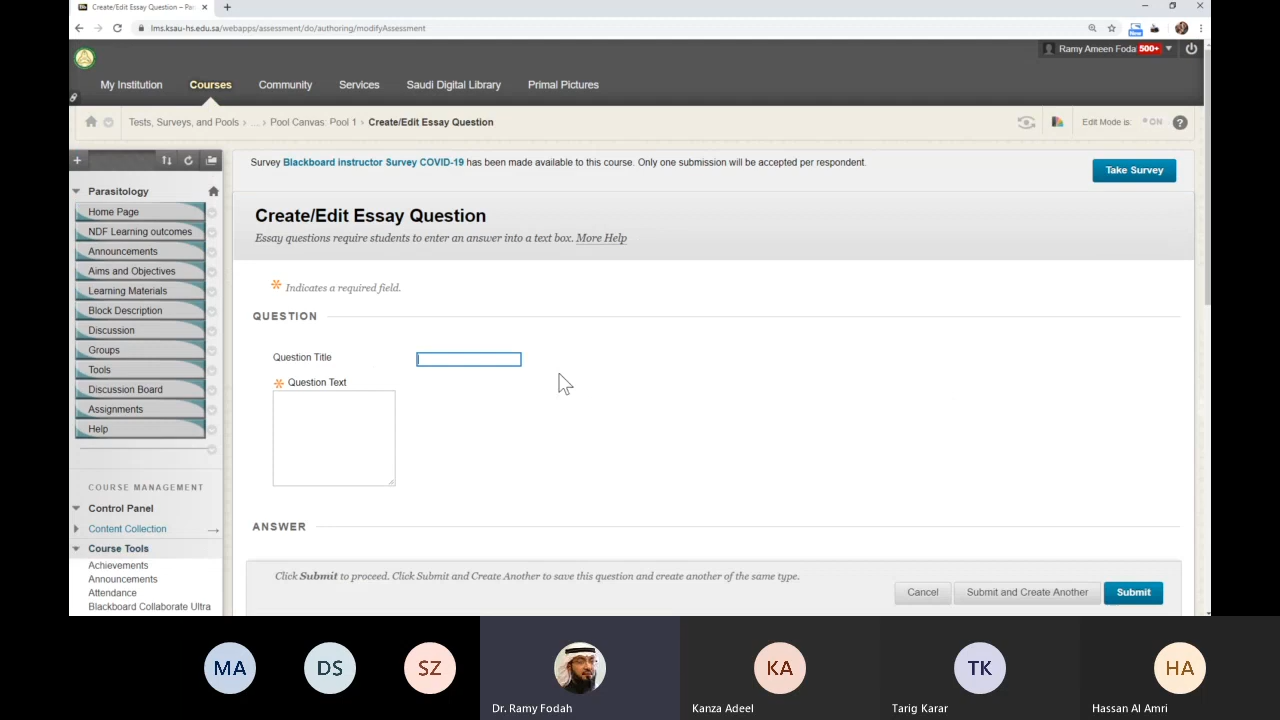 Create/Edit Essay Question – Par
lms.ksau-hs.edu.sa/webapps/assessment/do/authoring/modifyAssessment
New
Ramy Ameen Foda 500+
My Institution Courses Community Services Saudi Digital Library Primal Pictures
Tests, Surveys, and Pools ... Pool Canvas: Pool 1 Create/Edit Essay Question Edit Mode is: ON ?
Survey Blackboard instructor Survey COVID-19 has been made available to this course. Only one submission will be accepted per respondent.
Take Survey
Parasitology
Home Page
NDF Learning outcomes
Announcements
Aims and Objectives
Learning Materials
Block Description
Discussion
Groups
Tools
Discussion Board
Assignments
Help
COURSE MANAGEMENT
Control Panel
Content Collection
Course Tools
Achievements
Announcements
Attendance
Blackboard Collaborate Ultra
Create/Edit Essay Question
Essay questions require students to enter an answer into a text box. More Help
Indicates a required field.
QUESTION
Question Title
Question Text
ANSWER
Click Submit to proceed. Click Submit and Create Another to save this question and create another of the same type.
Cancel Submit and Create Another Submit
MA DS SZ KA TK HA
Dr. Ramy Fodah Kanza Adeel Tarig Karar Hassan Al Amri